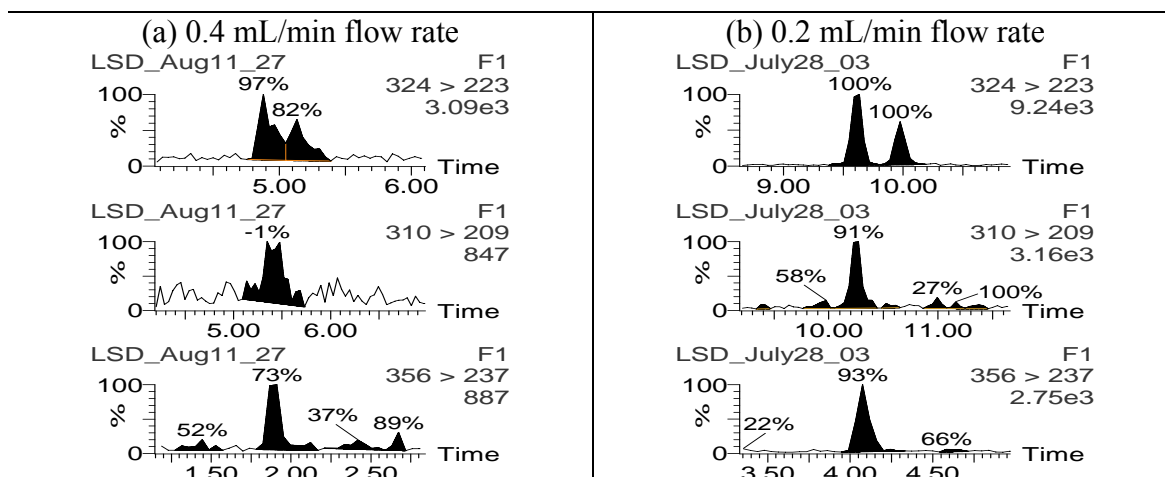 (a) 0.4 mL/min flow rate
LSD_Aug11_27
F1
97%
324 > 223
3.09e3
100
82%
%
0
Time
5.00 6.00
LSD_Aug11_27
F1
-1%
310 > 209
847
100
%
0
Time
5.00 6.00
LSD_Aug11_27
F1
73%
356 > 237
887
100
52%
37%
89%
%
0
Time
1.50 2.00 2.50
(b) 0.2 mL/min flow rate
LSD_July28_03
F1
100%
324 > 223
9.24e3
100
100%
%
0
Time
9.00 10.00
LSD_July28_03
F1
91%
310 > 209
3.16e3
100
58%
27%
100%
%
0
Time
10.00 11.00
LSD_July28_03
F1
93%
356 > 237
2.75e3
100
22%
66%
%
0
Time
3.50 4.00 4.50